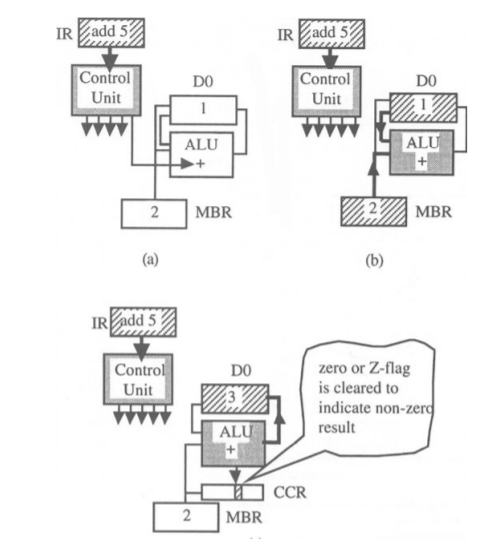 IR add 5
Control
Unit
D0
1
ALU
+
2 MBR
(a)
IR add 5
Control
Unit
D0
1
ALU
+
2 MBR
(b)
IR add 5
Control
Unit
D0
3
ALU
+
CCR
2 MBR
zero or Z-flag
is cleared to
indicate non-zero
result